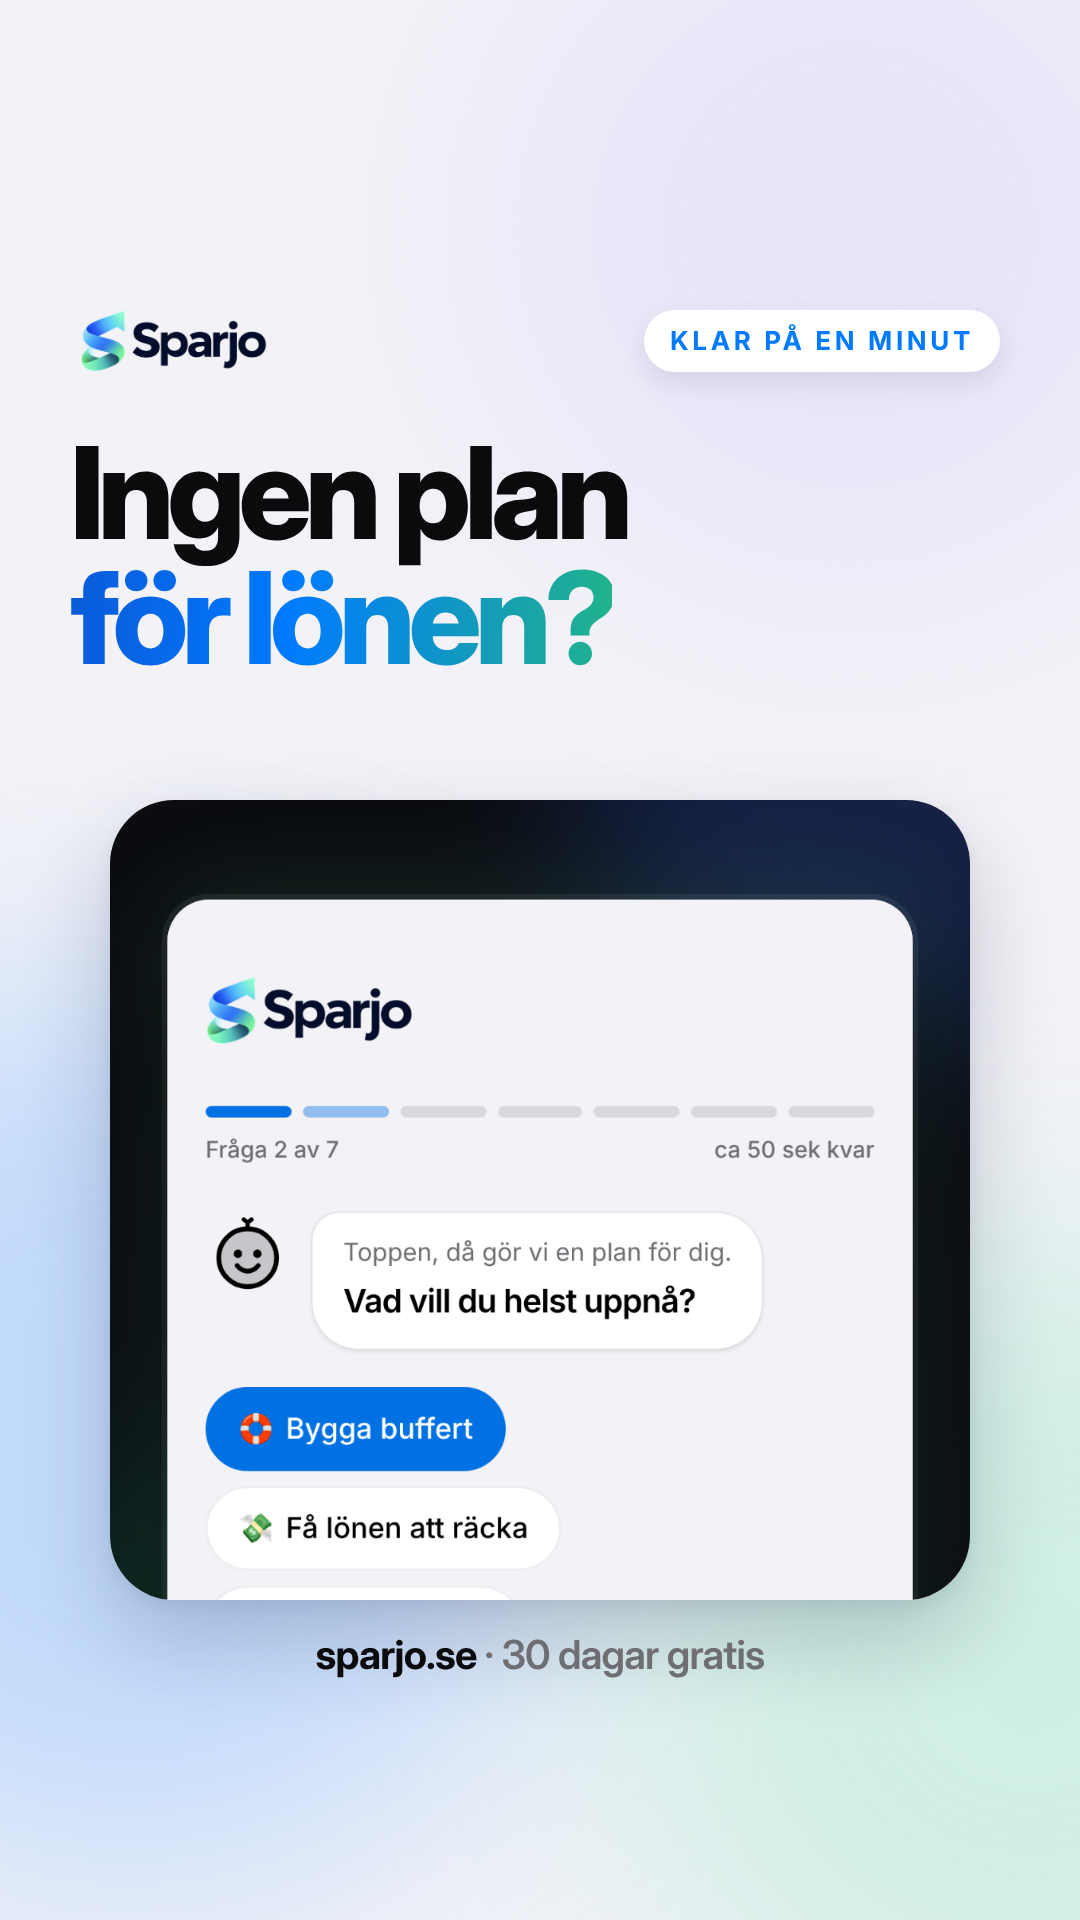 Sparjo
KLAR PÅ EN MINUT
Ingen plan
för lönen?
Sparjo
Fråga 2 av 7
ca 50 sek kvar
Toppen, då gör vi en plan för dig.
Vad vill du helst uppnå?
Bygga buffert
Få lönen att räcka
sparjo.se · 30 dagar gratis